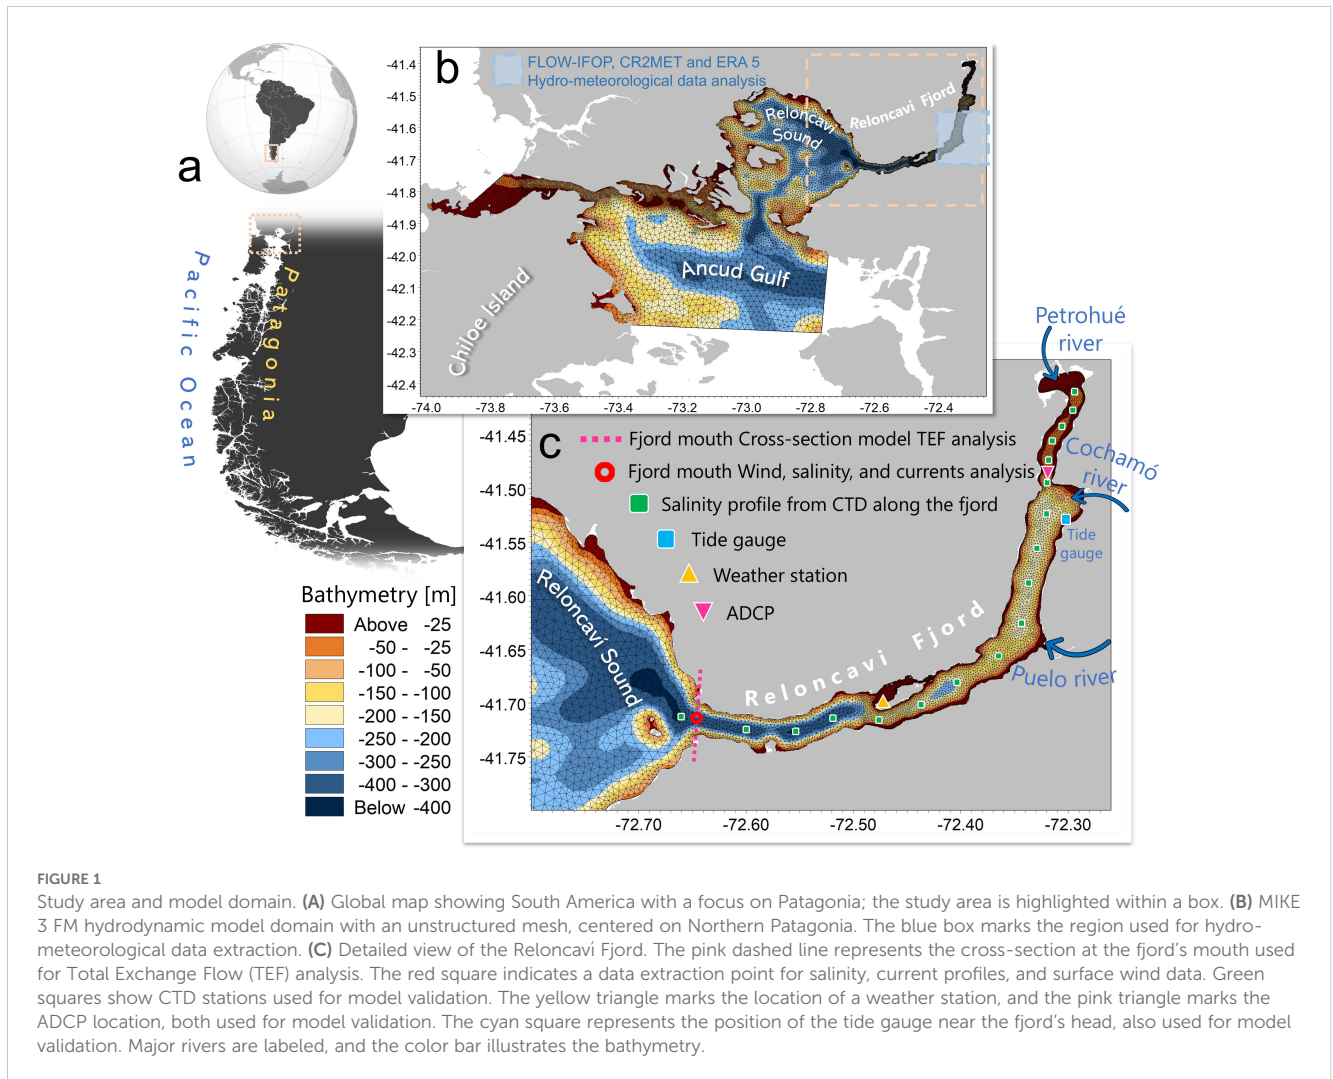 a
Pacific Ocean
Patagonia
b
FLOW-IFOP, CR2MET and ERA 5
Hydro-meteorological data analysis
-41.4
-41.5
-41.6
-41.7
-41.8
-41.9
-42.0
-42.1
-42.2
-42.3
-42.4
-74.0 -73.8 -73.6 -73.4 -73.2 -73.0 -72.8 -72.6 -72.4
Reloncavi
Sound
Reloncavi Fjord
Ancud Gulf
Chiloe Island
c
Petrohué
river
Cochamó
river
Tide
gauge
Puelo river
Fjord mouth Cross-section model TEF analysis
Fjord mouth Wind, salinity, and currents analysis
Salinity profile from CTD along the fjord
Tide gauge
Weather station
ADCP
Reloncaví Sound
Reloncavi Fjord
-41.45
-41.50
-41.55
-41.60
-41.65
-41.70
-41.75
-72.70 -72.60 -72.50 -72.40 -72.30
Bathymetry [m]
Above -25
-50 - -25
-100 - -50
-150 - -100
-200 - -150
-250 - -200
-300 - -250
-400 - -300
Below -400
FIGURE 1
Study area and model domain. (A) Global map showing South America with a focus on Patagonia; the study area is highlighted within a box. (B) MIKE
3 FM hydrodynamic model domain with an unstructured mesh, centered on Northern Patagonia. The blue box marks the region used for hydro-
meteorological data extraction. (C) Detailed view of the Reloncaví Fjord. The pink dashed line represents the cross-section at the fjord's mouth used
for Total Exchange Flow (TEF) analysis. The red square indicates a data extraction point for salinity, current profiles, and surface wind data. Green
squares show CTD stations used for model validation. The yellow triangle marks the location of a weather station, and the pink triangle marks the
ADCP location, both used for model validation. The cyan square represents the position of the tide gauge near the fjord's head, also used for model
validation. Major rivers are labeled, and the color bar illustrates the bathymetry.